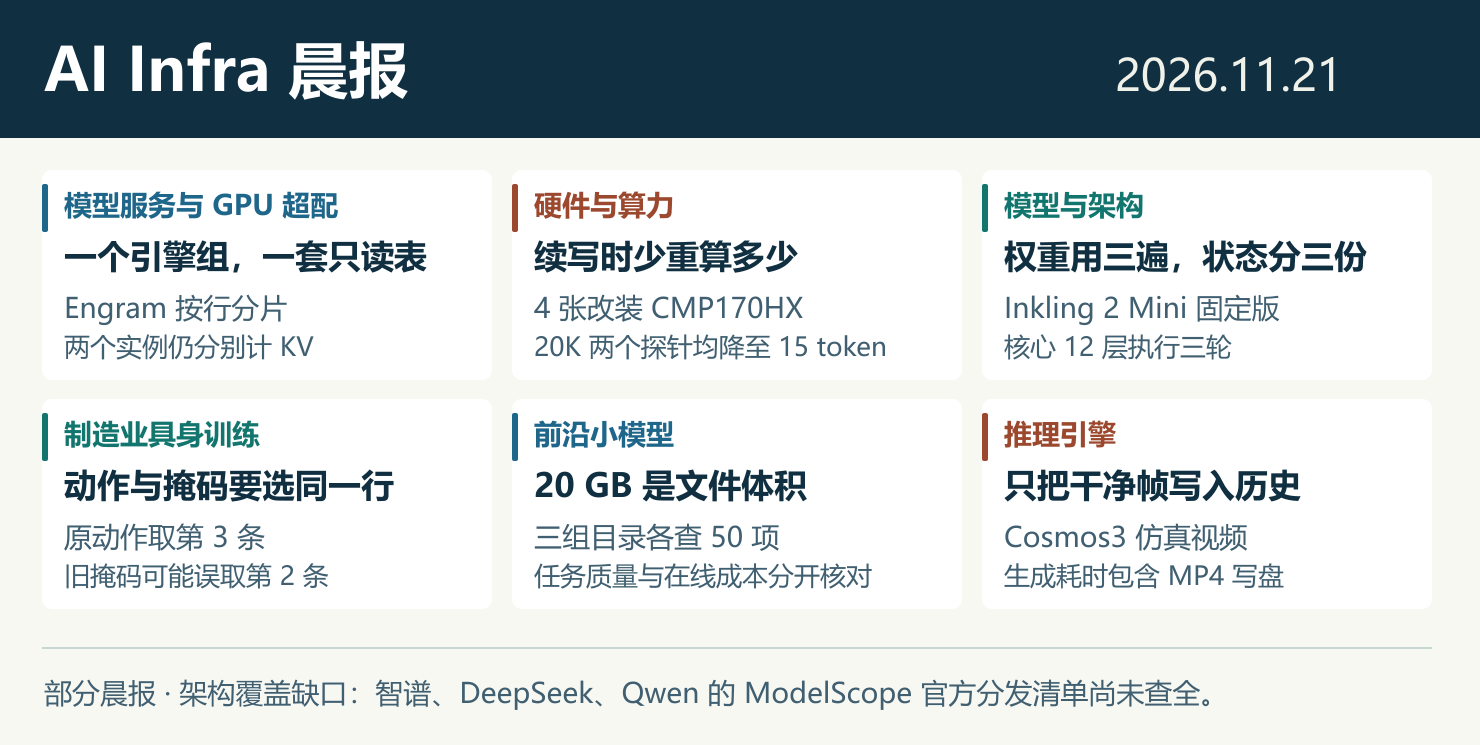 AI Infra 晨报
2026.11.21
模型服务与 GPU 超配
一个引擎组，一套只读表
Engram 按行分片
两个实例仍分别计 KV
硬件与算力
续写时少重算多少
4 张改装 CMP170HX
20K 两个探针均降至 15 token
模型与架构
权重用三遍，状态分三份
Inkling 2 Mini 固定版
核心 12 层执行三轮
制造业具身训练
动作与掩码要选同一行
原动作取第 3 条
旧掩码可能误取第 2 条
前沿小模型
20 GB 是文件体积
三组目录各查 50 项
任务质量与在线成本分开核对
推理引擎
只把干净帧写入历史
Cosmos3 仿真视频
生成耗时包含 MP4 写盘
部分晨报 · 架构覆盖缺口：智谱、DeepSeek、Qwen 的 ModelScope 官方分发清单尚未查全。